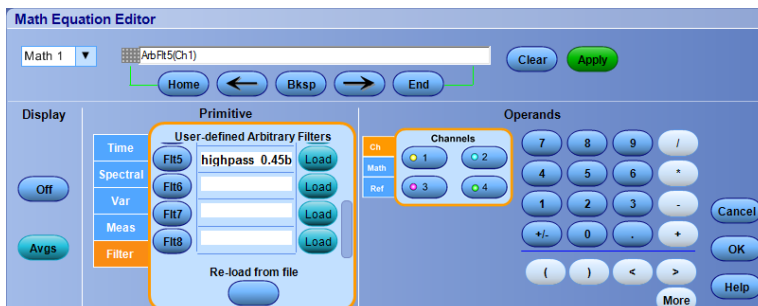 Math Equation Editor
Math 1
ArbFlt5(Ch1)
Clear
Apply
Home
Bksp
End
Display
Off
Avgs
Primitive
Time
Spectral
Var
Meas
Filter
User-defined Arbitrary Filters
Flt5 highpass_0.45b Load
Flt6 Load
Flt7 Load
Flt8 Load
Re-load from file
Operands
Ch
Math
Ref
Channels
1 2
3 4
7 8 9 /
4 5 6 *
1 2 3 -
+/- 0 . +
( ) < >
More
Cancel
OK
Help